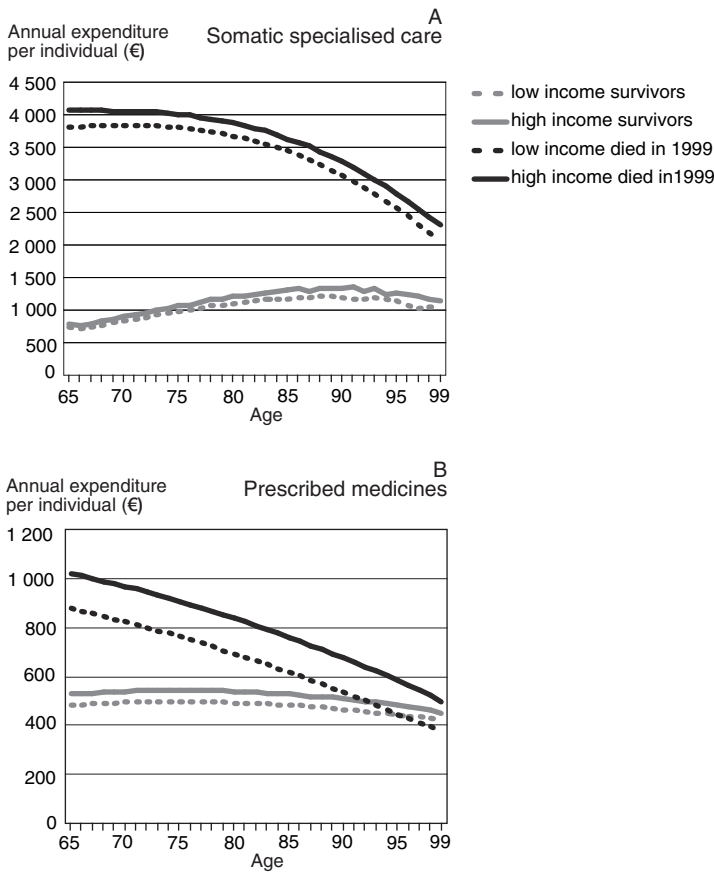 A
Annual expenditure
per individual (€)
Somatic specialised care
4 500
4 000
3 500
3 000
2 500
2 000
1 500
1 000
500
0
65 70 75 80 85 90 95 99
Age
low income survivors
high income survivors
low income died in 1999
high income died in1999
B
Annual expenditure
per individual (€)
Prescribed medicines
1 200
1 000
800
600
400
200
0
65 70 75 80 85 90 95 99
Age